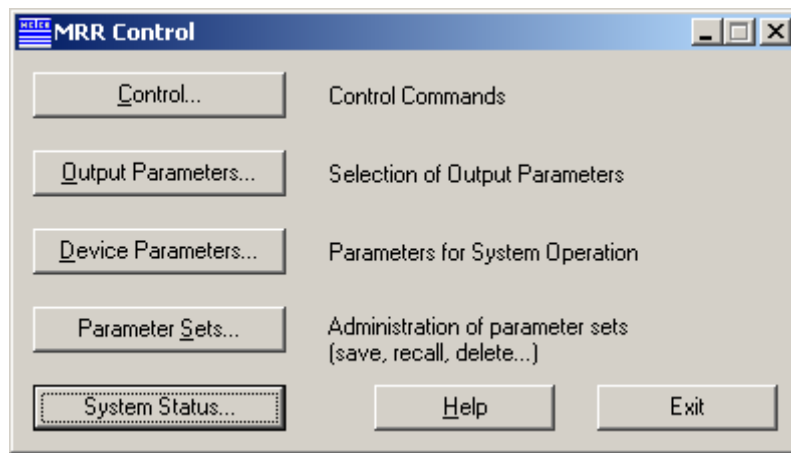 METEK
MRR Control
Control...
Control Commands
Output Parameters...
Selection of Output Parameters
Device Parameters...
Parameters for System Operation
Parameter Sets...
Administration of parameter sets
(save, recall, delete...)
System Status...
Help
Exit